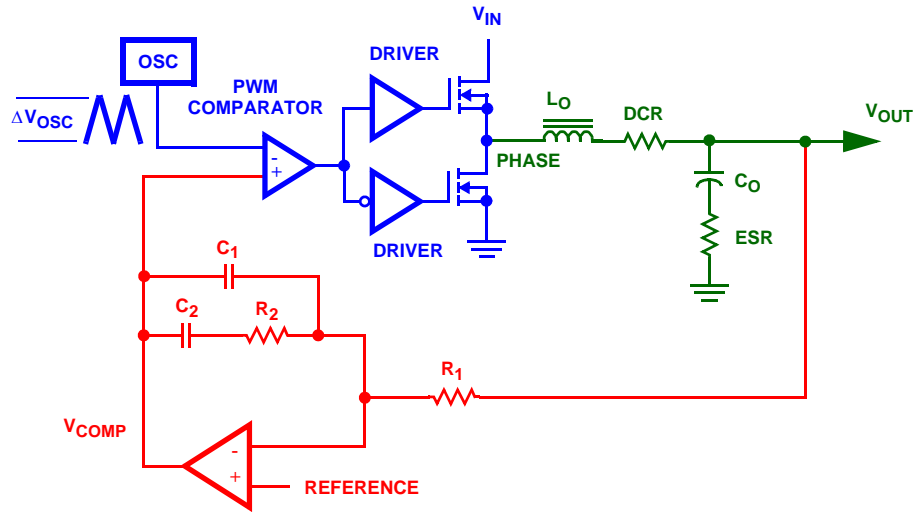 V_IN
OSC
DRIVER
PWM
COMPARATOR
ΔV_OSC
L_O
DCR
V_OUT
-
+
PHASE
C_O
ESR
DRIVER
C_1
C_2
R_2
R_1
V_COMP
-
+
REFERENCE